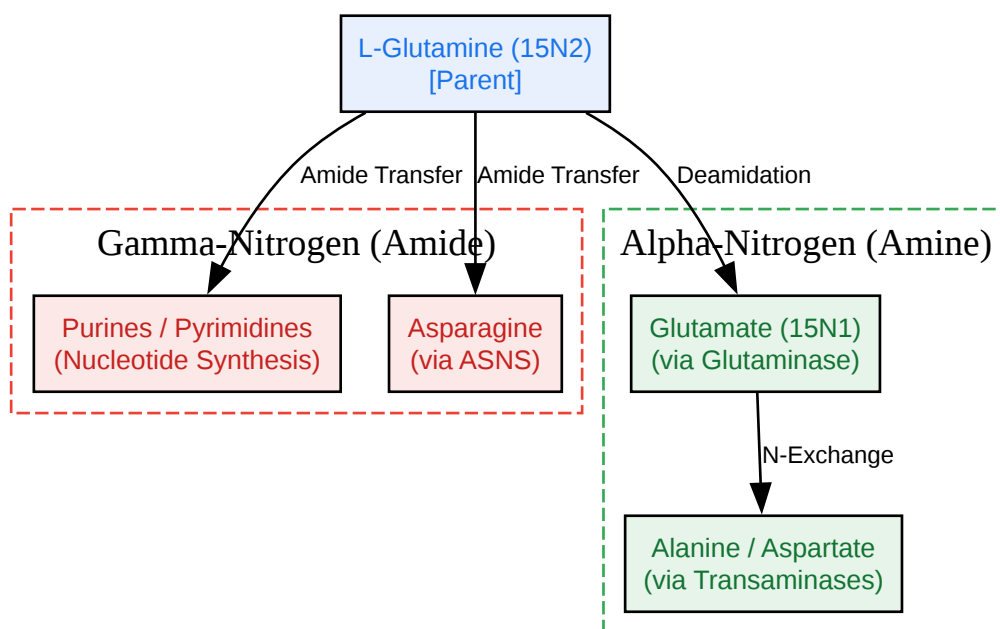 L-Glutamine (15N2)
[Parent]
Amide Transfer
Amide Transfer
Deamidation
Gamma-Nitrogen (Amide)
Alpha-Nitrogen (Amine)
Purines / Pyrimidines
(Nucleotide Synthesis)
Asparagine
(via ASNS)
Glutamate (15N1)
(via Glutaminase)
N-Exchange
Alanine / Aspartate
(via Transaminases)